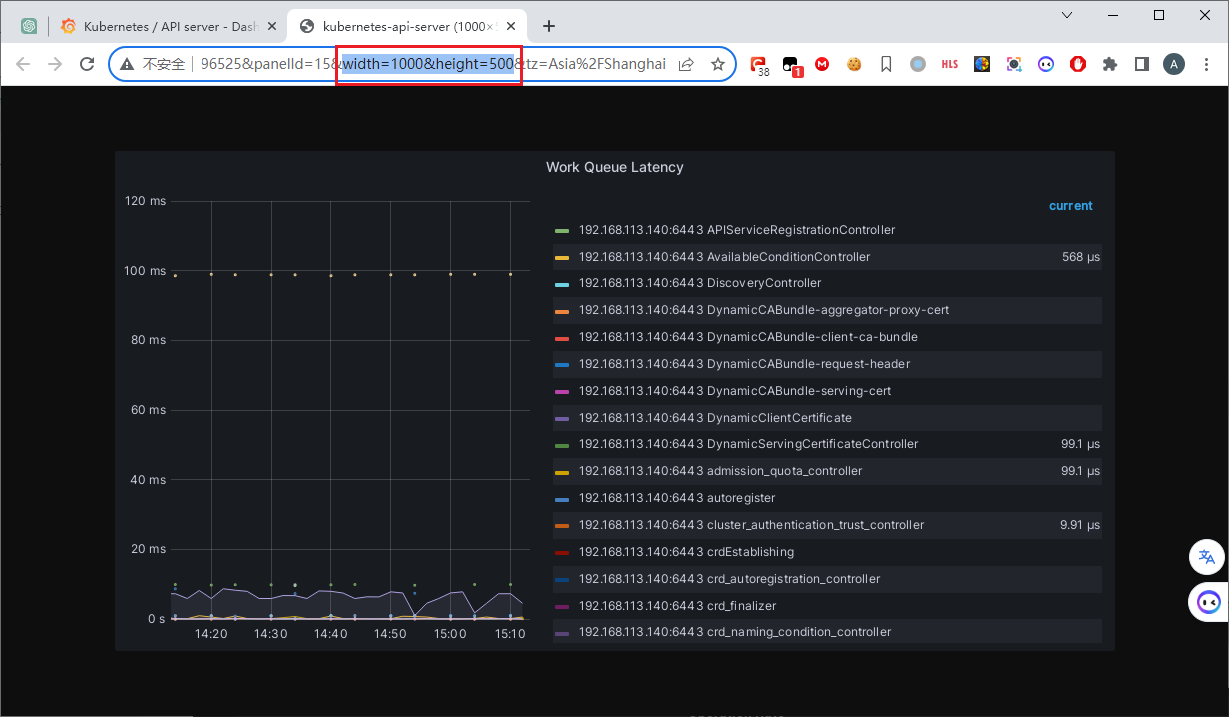 Kubernetes / API server - Dash
kubernetes-api-server (1000×5
不安全 96525&panelId=15&width=1000&height=500&tz=Asia%2FShanghai
38
1
M
HLS
A
Work Queue Latency
current
120 ms
100 ms
80 ms
60 ms
40 ms
20 ms
0 s
14:20 14:30 14:40 14:50 15:00 15:10
192.168.113.140:6443 APIServiceRegistrationController
192.168.113.140:6443 AvailableConditionController 568 µs
192.168.113.140:6443 DiscoveryController
192.168.113.140:6443 DynamicCABundle-aggregator-proxy-cert
192.168.113.140:6443 DynamicCABundle-client-ca-bundle
192.168.113.140:6443 DynamicCABundle-request-header
192.168.113.140:6443 DynamicCABundle-serving-cert
192.168.113.140:6443 DynamicClientCertificate
192.168.113.140:6443 DynamicServingCertificateController 99.1 µs
192.168.113.140:6443 admission_quota_controller 99.1 µs
192.168.113.140:6443 autoregister
192.168.113.140:6443 cluster_authentication_trust_controller 9.91 µs
192.168.113.140:6443 crdEstablishing
192.168.113.140:6443 crd_autoregistration_controller
192.168.113.140:6443 crd_finalizer
192.168.113.140:6443 crd_naming_condition_controller